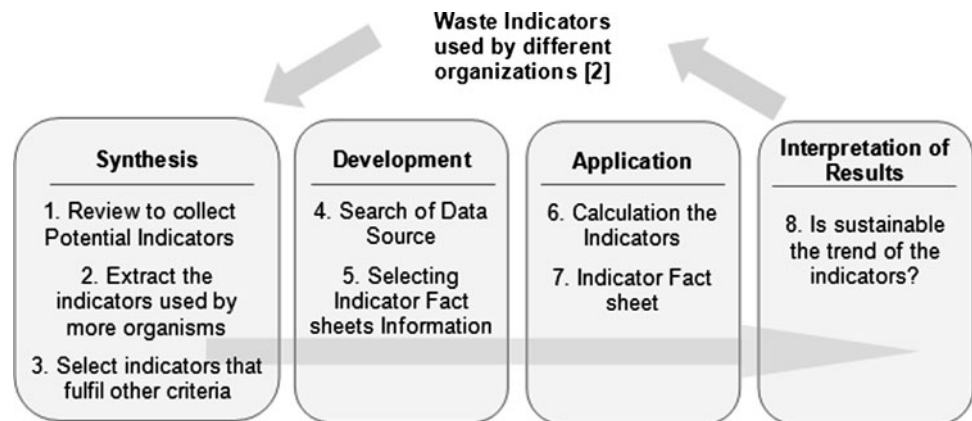 Waste Indicators
used by different
organizations [2]
Synthesis
1. Review to collect
Potential Indicators
2. Extract the
indicators used by
more organisms
3. Select indicators that
fulfil other criteria
Development
4. Search of Data
Source
5. Selecting
Indicator Fact
sheets Information
Application
6. Calculation the
Indicators
7. Indicator Fact
sheet
Interpretation of
Results
8. Is sustainable
the trend of the
indicators?